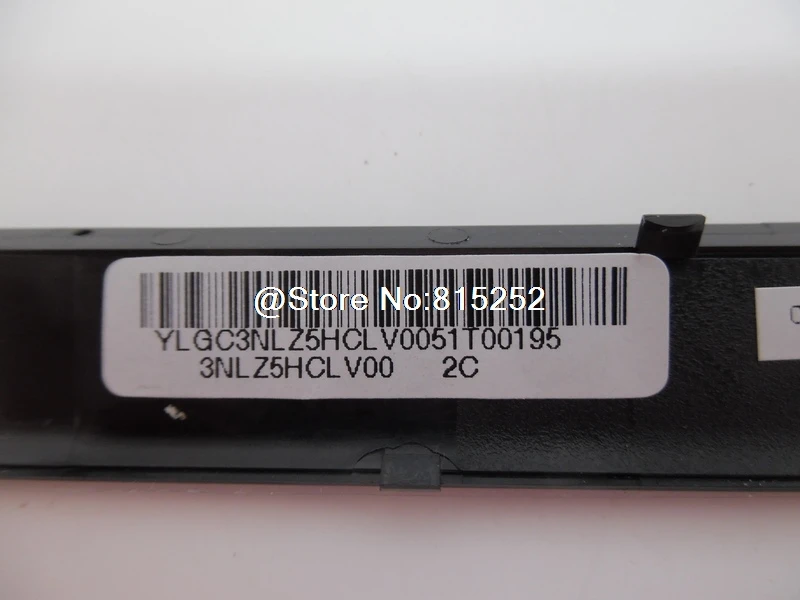 @Store No:815252
YLGC3NLZ5HCLV0051T00195
3NLZ5HCLV00 2C